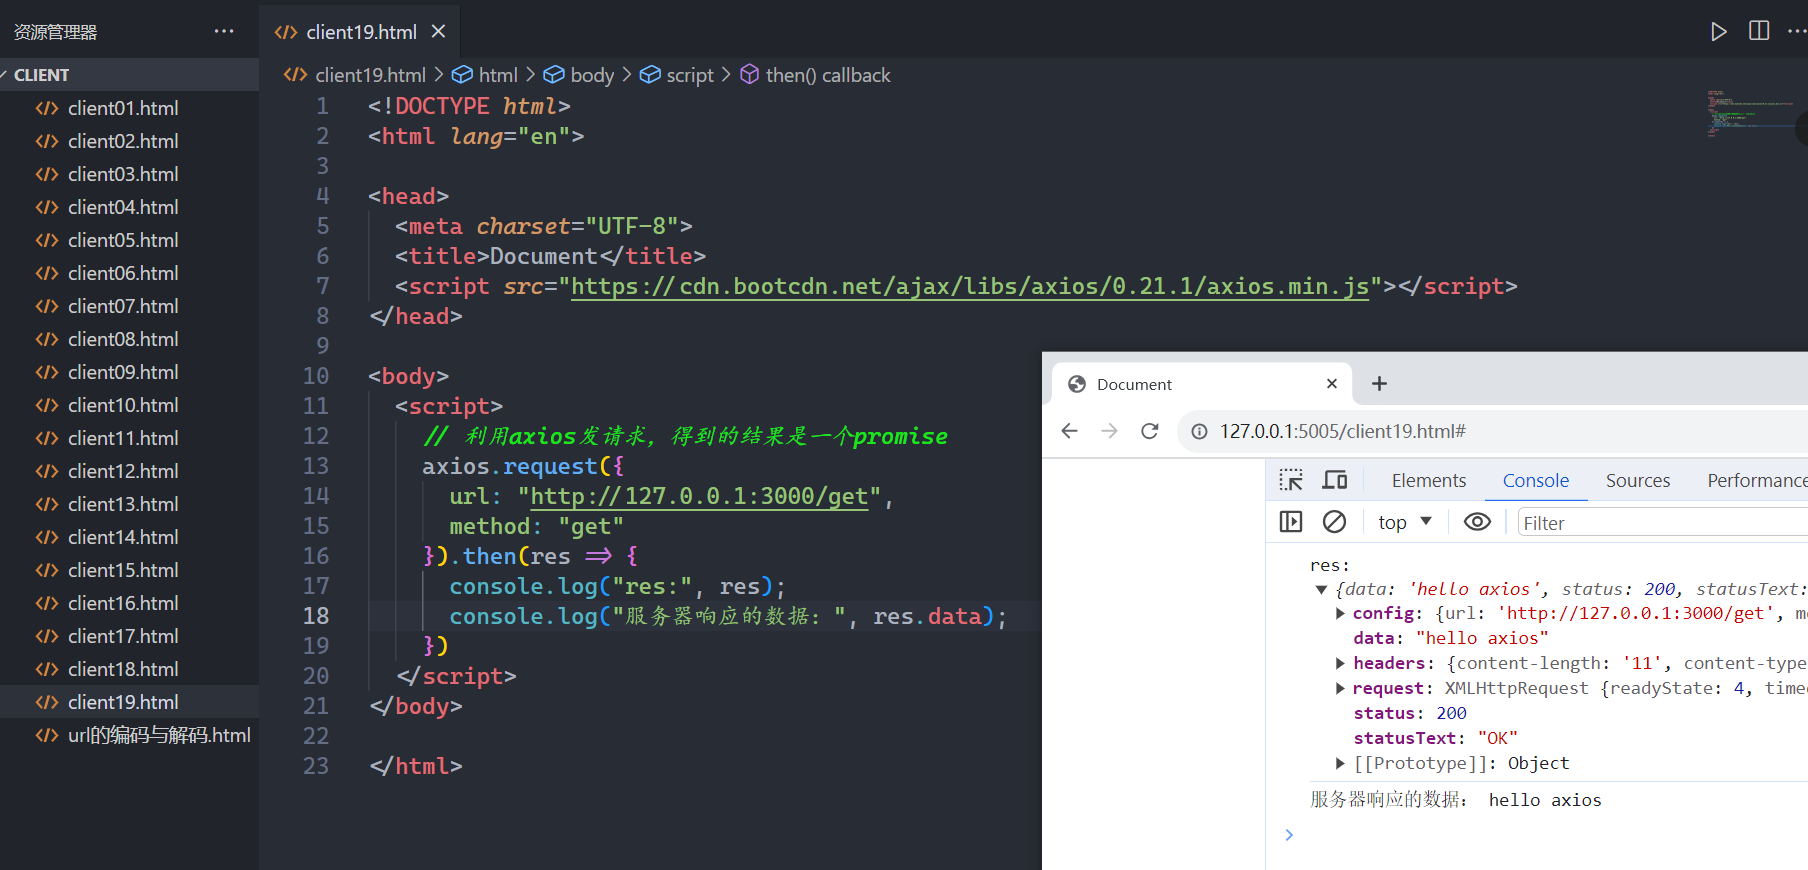 资源管理器 ···
CLIENT
client01.html
client02.html
client03.html
client04.html
client05.html
client06.html
client07.html
client08.html
client09.html
client10.html
client11.html
client12.html
client13.html
client14.html
client15.html
client16.html
client17.html
client18.html
client19.html
url的编码与解码.html
client19.html
client19.html > html > body > script > then() callback
1 <!DOCTYPE html>
2 <html lang="en">
3
4 <head>
5 <meta charset="UTF-8">
6 <title>Document</title>
7 <script src="https://cdn.bootcdn.net/ajax/libs/axios/0.21.1/axios.min.js"></script>
8 </head>
9
10 <body>
11 <script>
12 // 利用axios发请求，得到的结果是一个promise
13 axios.request({
14 url: "http://127.0.0.1:3000/get",
15 method: "get"
16 }).then(res => {
17 console.log("res:", res);
18 console.log("服务器响应的数据：", res.data);
19 })
20 </script>
21 </body>
22
23 </html>
Document
127.0.0.1:5005/client19.html#
Elements Console Sources Performance
top Filter
res:
{data: 'hello axios', status: 200, statusText:
config: {url: 'http://127.0.0.1:3000/get', m
data: "hello axios"
headers: {content-length: '11', content-type
request: XMLHttpRequest {readyState: 4, time
status: 200
statusText: "OK"
[[Prototype]]: Object
服务器响应的数据： hello axios